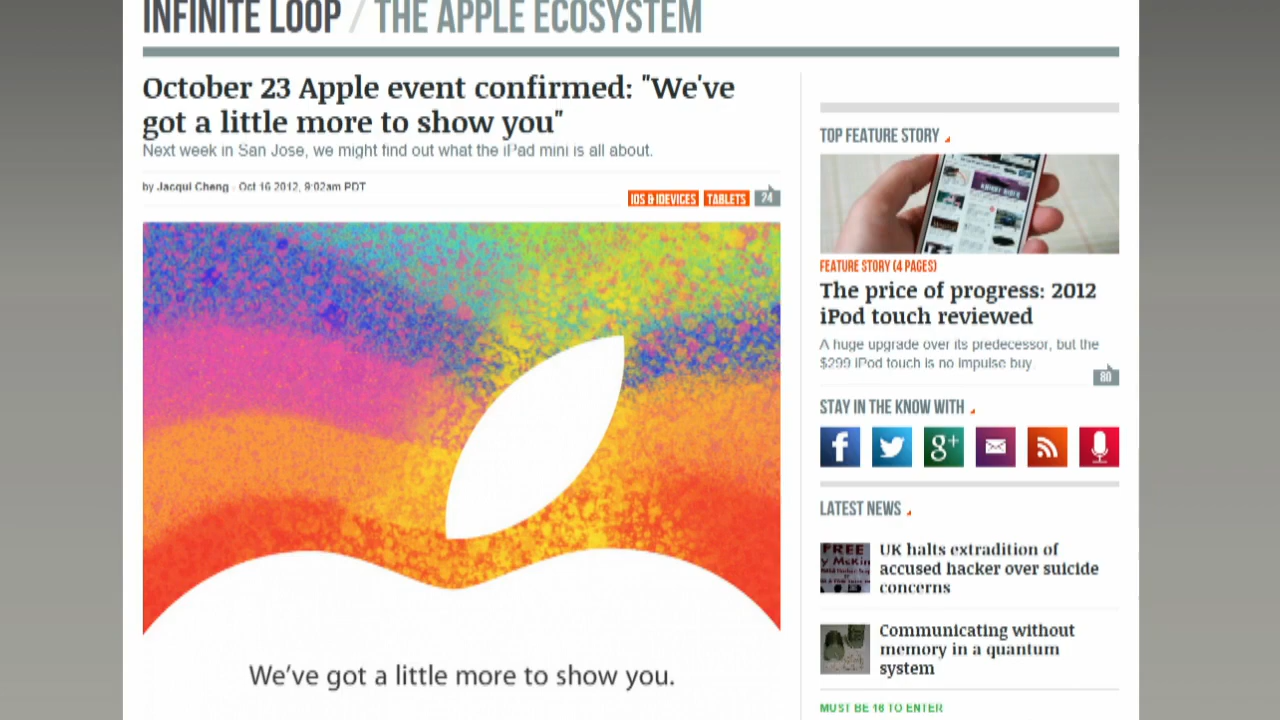 INFINITE LOOP / THE APPLE ECOSYSTEM
October 23 Apple event confirmed: "We've
got a little more to show you"
Next week in San Jose, we might find out what the iPad mini is all about.
by Jacqui Cheng - Oct 16 2012, 9:02am PDT
IOS & IDEVICES TABLETS 24
We've got a little more to show you.
TOP FEATURE STORY
FEATURE STORY (4 PAGES)
The price of progress: 2012
iPod touch reviewed
A huge upgrade over its predecessor, but the
$299 iPod touch is no impulse buy
80
STAY IN THE KNOW WITH
LATEST NEWS
FREE
UK halts extradition of
accused hacker over suicide
concerns
Communicating without
memory in a quantum
system
MUST BE 16 TO ENTER